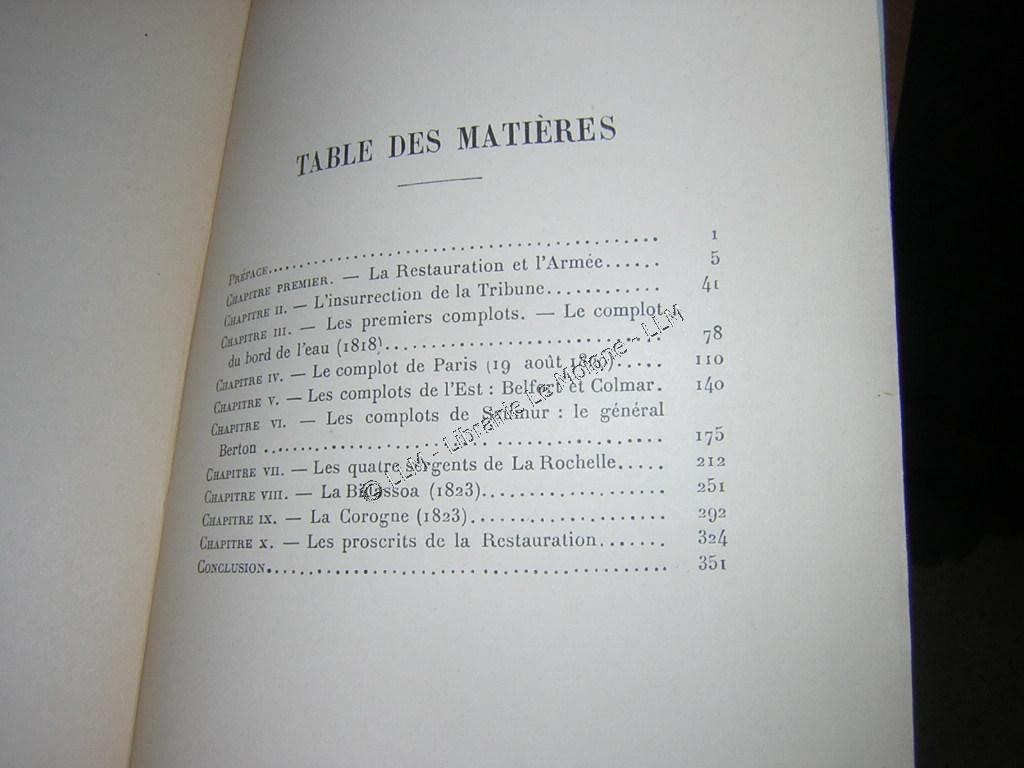 TABLE DES MATIÈRES
PRÉFACE........................................ 1
CHAPITRE PREMIER. — La Restauration et l'Armée...... 5
CHAPITRE II. — L'insurrection de la Tribune............ 41
CHAPITRE III. — Les premiers complots. — Le complot
du bord de l'eau (1818)........................ 78
CHAPITRE IV. — Le complot de Paris (19 août ..... 110
CHAPITRE V. — Les complots de l'Est : Belfort et Colmar. 140
CHAPITRE VI. — Les complots de Saumur : le général
Berton ........................................ 175
CHAPITRE VII. — Les quatre sergents de La Rochelle..... 212
CHAPITRE VIII. — La (1823)................... 251
CHAPITRE IX. — La Corogne (1823).................... 292
CHAPITRE X. — Les proscrits de la Restauration....... 324
CONCLUSION........................................ 351
© LLM - Librairie Le Moigne - LLM